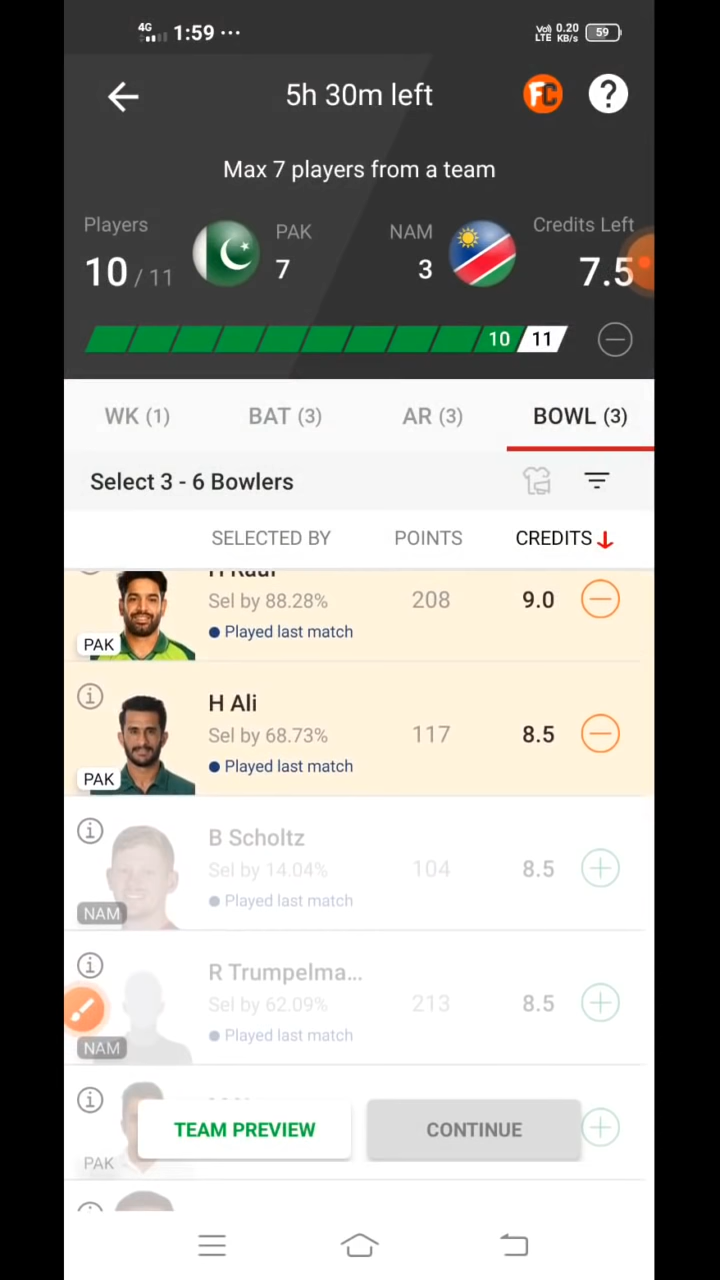 4G 1:59 ··· Vo) LTE 0.20 KB/s 59
5h 30m left FC ?
Max 7 players from a team
Players PAK NAM Credits Left
10 / 11 7 3 7.5
10 11
WK (1) BAT (3) AR (3) BOWL (3)
Select 3 - 6 Bowlers
SELECTED BY POINTS CREDITS
Sel by 88.28% 208 9.0
Played last match
PAK
H Ali
Sel by 68.73% 117 8.5
Played last match
PAK
B Scholtz
Sel by 14.04% 104 8.5
Played last match
NAM
R Trumpelma...
Sel by 62.09% 213 8.5
Played last match
NAM
TEAM PREVIEW CONTINUE
PAK